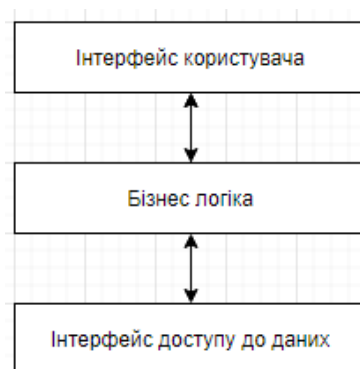 Інтерфейс користувача
Бізнес логіка
Інтерфейс доступу до даних